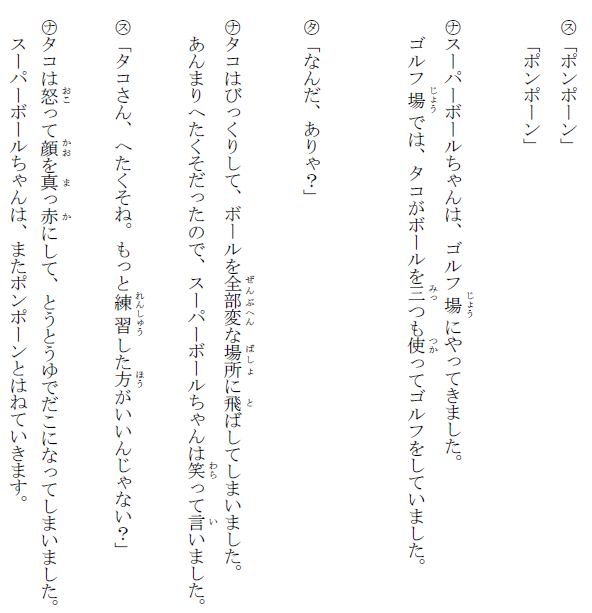 ㋜「ポンポーン」
「ポンポーン」
㋤スーパーボールちゃんは、ゴルフ場にやってきました。
ゴルフ場では、タコがボールを三つも使ってゴルフをしていました。
㋟「なんだ、ありゃ？」
㋤タコはびっくりして、ボールを全部変な場所に飛ばしてしまいました。
あんまりへたくそだったので、スーパーボールちゃんは笑って言いました。
㋜「タコさん、へたくそね。もっと練習した方がいいんじゃない？」
㋤タコは怒って顔を真っ赤にして、とうとうゆでだこになってしまいました。
スーパーボールちゃんは、またポンポーンとはねていきます。